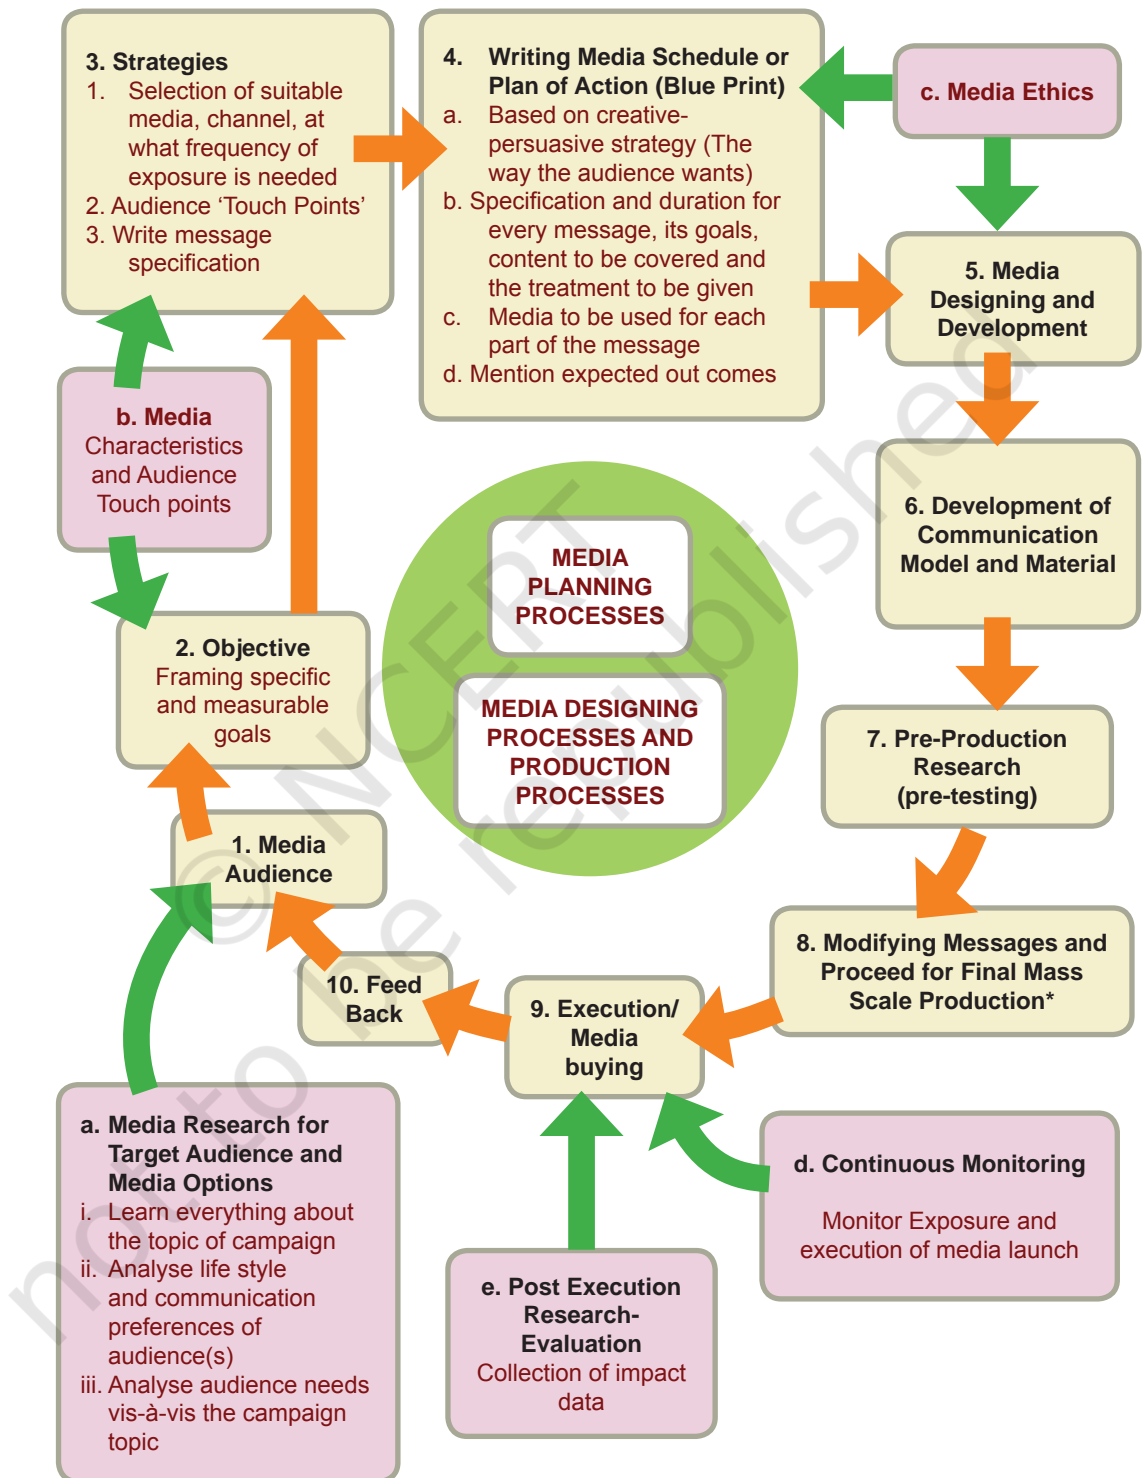 3. Strategies
1. Selection of suitable
media, channel, at
what frequency of
exposure is needed
2. Audience ‘Touch Points’
3. Write message
specification
4. Writing Media Schedule or
Plan of Action (Blue Print)
a. Based on creative-
persuasive strategy (The
way the audience wants)
b. Specification and duration for
every message, its goals,
content to be covered and
the treatment to be given
c. Media to be used for each
part of the message
d. Mention expected out comes
c. Media Ethics
5. Media
Designing and
Development
b. Media
Characteristics
and Audience
Touch points
6. Development of
Communication
Model and Material
MEDIA
PLANNING
PROCESSES
MEDIA DESIGNING
PROCESSES AND
PRODUCTION
PROCESSES
2. Objective
Framing specific
and measurable
goals
7. Pre-Production
Research
(pre-testing)
1. Media
Audience
8. Modifying Messages and
Proceed for Final Mass
Scale Production*
10. Feed
Back
9. Execution/
Media
buying
a. Media Research for
Target Audience and
Media Options
i. Learn everything about
the topic of campaign
ii. Analyse life style
and communication
preferences of
audience(s)
iii. Analyse audience needs
vis-à-vis the campaign
topic
d. Continuous Monitoring
Monitor Exposure and
execution of media launch
e. Post Execution
Research-
Evaluation
Collection of impact
data
© NCERT
not to be republished